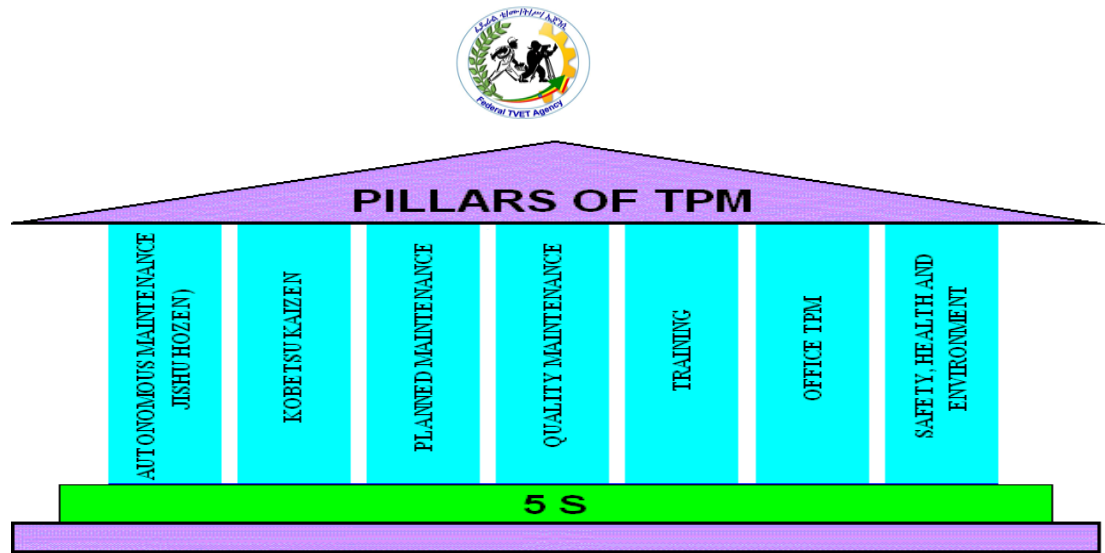 Federal TVET Agency
PILLARS OF TPM
AUTONOMOUS MAINTENANCE
JISHU HOZEN)
KOBETSU KAIZEN
PLANNED MAINTENANCE
QUALITY MAINTENANCE
TRAINING
OFFICE TPM
SAFETY, HEALTH AND
ENVIRONMENT
5 S